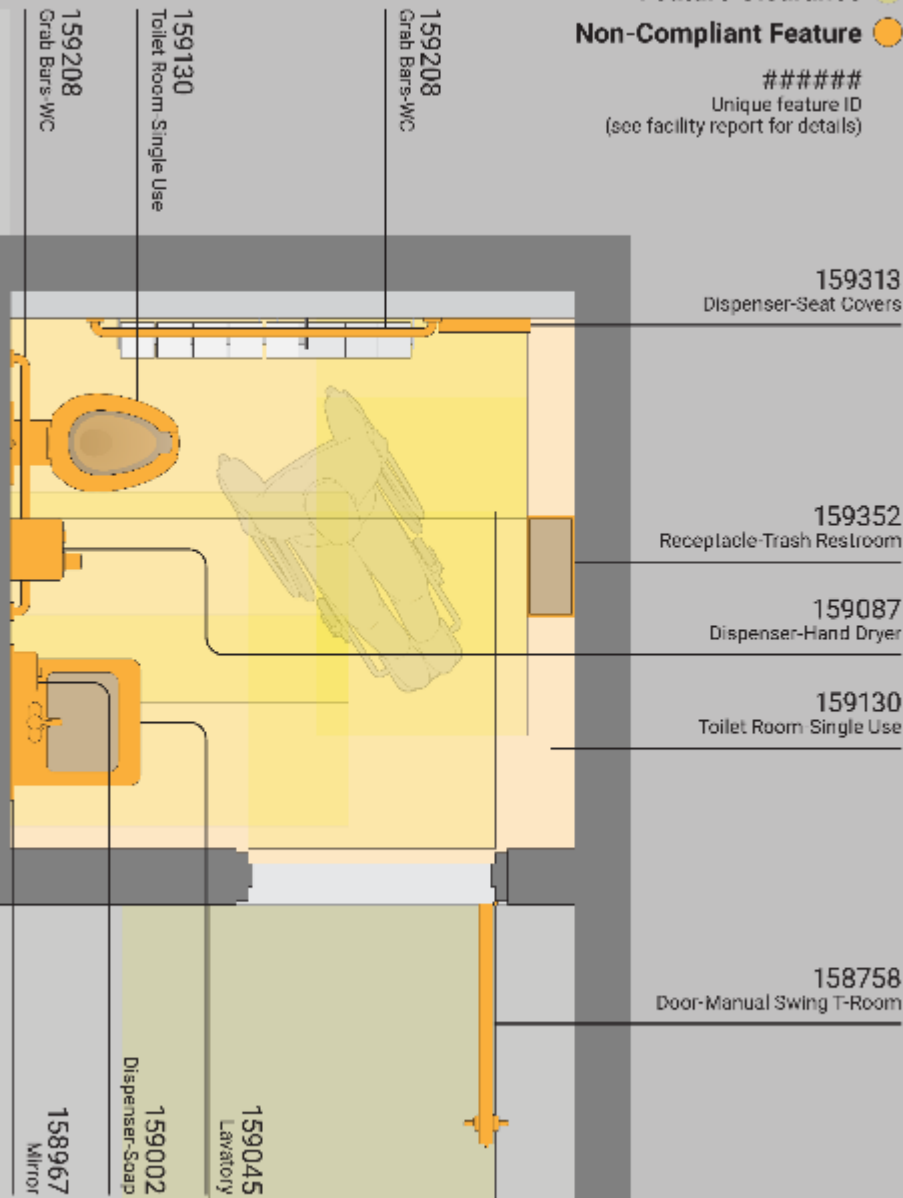 Feature Clearance
Non-Compliant Feature
######
Unique feature ID
(see facility report for details)
159208
Grab Bars-WC
159130
Toilet Room-Single Use
159208
Grab Bars-WC
159313
Dispenser-Seat Covers
159352
Receptacle-Trash Restroom
159087
Dispenser-Hand Dryer
159130
Toilet Room-Single Use
158758
Door-Manual Swing T-Room
158967
Mirror
159002
Dispenser-Soap
159045
Lavatory